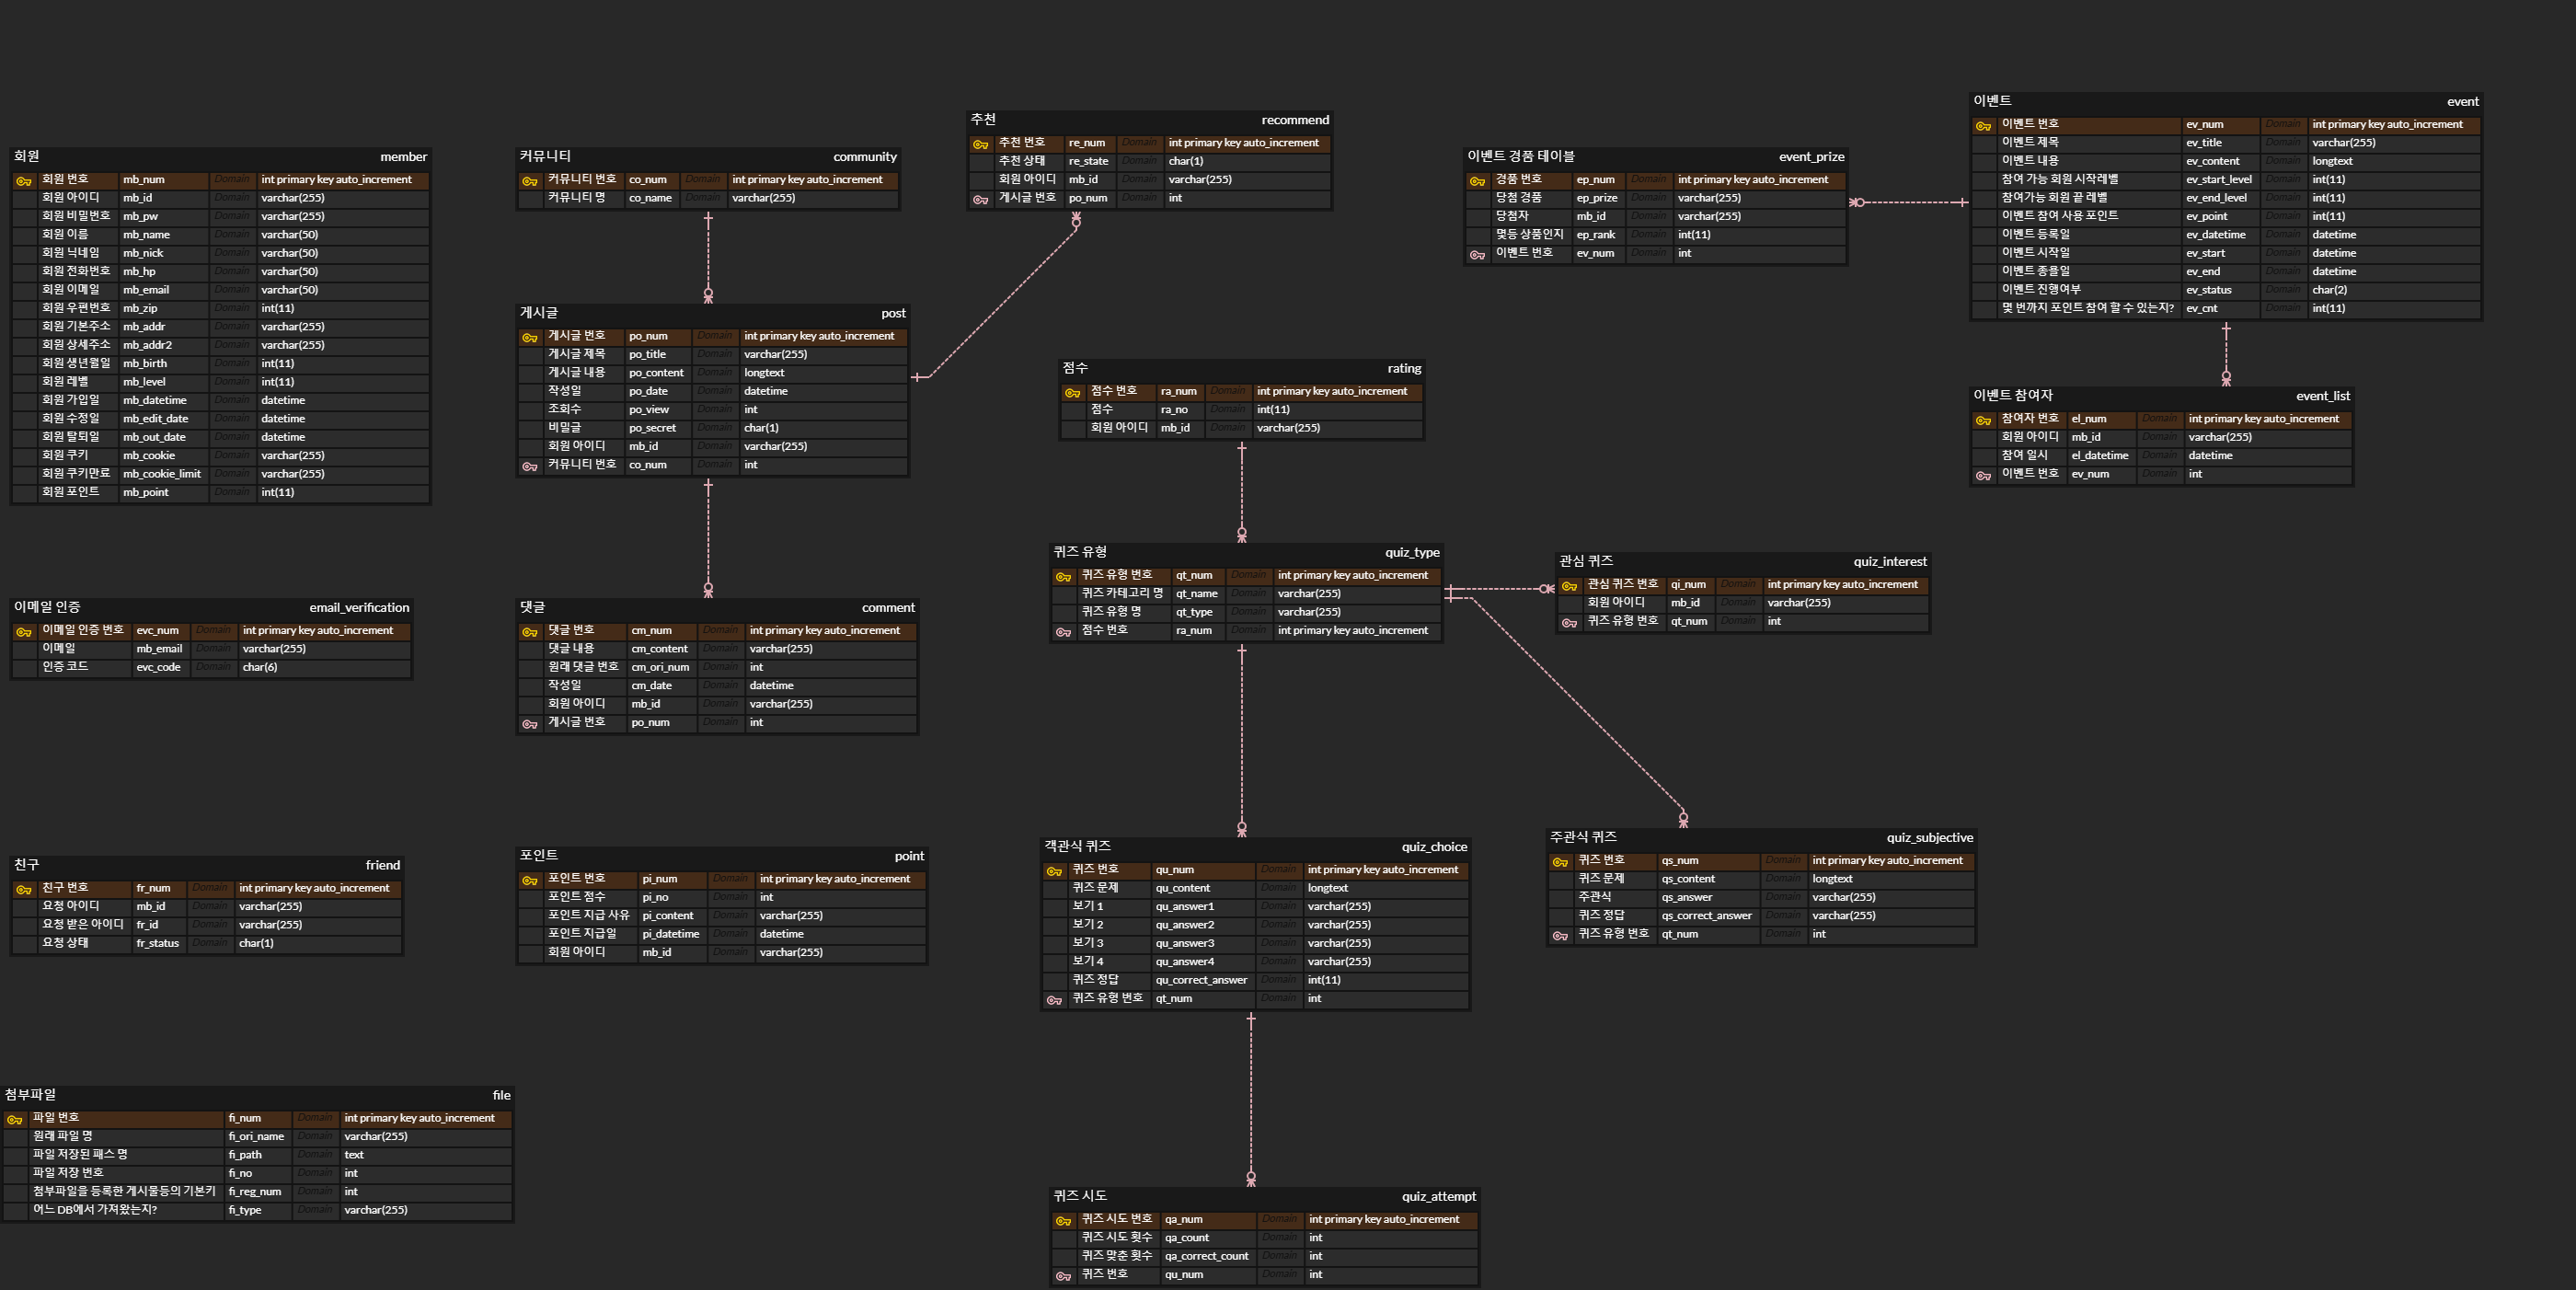 회원 member
회원 번호 mb_num Domain int primary key auto_increment
회원 아이디 mb_id Domain varchar(255)
회원 비밀번호 mb_pw Domain varchar(255)
회원 이름 mb_name Domain varchar(50)
회원 닉네임 mb_nick Domain varchar(50)
회원 전화번호 mb_hp Domain varchar(50)
회원 이메일 mb_email Domain varchar(50)
회원 우편번호 mb_zip Domain int(11)
회원 기본주소 mb_addr Domain varchar(255)
회원 상세주소 mb_addr2 Domain varchar(255)
회원 생년월일 mb_birth Domain int(11)
회원 레벨 mb_level Domain int(11)
회원 가입일 mb_datetime Domain datetime
회원 수정일 mb_edit_date Domain datetime
회원 탈퇴일 mb_out_date Domain datetime
회원 쿠키 mb_cookie Domain varchar(255)
회원 쿠키만료 mb_cookie_limit Domain varchar(255)
회원 포인트 mb_point Domain int(11)
이메일 인증 email_verification
이메일 인증 번호 evc_num Domain int primary key auto_increment
이메일 mb_email Domain varchar(255)
인증 코드 evc_code Domain char(6)
친구 friend
친구 번호 fr_num Domain int primary key auto_increment
요청 아이디 mb_id Domain varchar(255)
요청 받은 아이디 fr_id Domain varchar(255)
요청 상태 fr_status Domain char(1)
첨부파일 file
파일 번호 fi_num Domain int primary key auto_increment
원래 파일 명 fi_ori_name Domain varchar(255)
파일 저장된 패스 명 fi_path Domain text
파일 저장 번호 fi_no Domain int
첨부파일을 등록한 게시물등의 기본키 fi_reg_num Domain int
어느 DB에서 가져왔는지? fi_type Domain varchar(255)
커뮤니티 community
커뮤니티 번호 co_num Domain int primary key auto_increment
커뮤니티 명 co_name Domain varchar(255)
게시글 post
게시글 번호 po_num Domain int primary key auto_increment
게시글 제목 po_title Domain varchar(255)
게시글 내용 po_content Domain longtext
작성일 po_date Domain datetime
조회수 po_view Domain int
비밀글 po_secret Domain char(1)
회원 아이디 mb_id Domain varchar(255)
커뮤니티 번호 co_num Domain int
댓글 comment
댓글 번호 cm_num Domain int primary key auto_increment
댓글 내용 cm_content Domain varchar(255)
원래 댓글 번호 cm_ori_num Domain int
작성일 cm_date Domain datetime
회원 아이디 mb_id Domain varchar(255)
게시글 번호 po_num Domain int
포인트 point
포인트 번호 pi_num Domain int primary key auto_increment
포인트 점수 pi_no Domain int
포인트 지급 사유 pi_content Domain varchar(255)
포인트 지급일 pi_datetime Domain datetime
회원 아이디 mb_id Domain varchar(255)
추천 recommend
추천 번호 re_num Domain int primary key auto_increment
추천 상태 re_state Domain char(1)
회원 아이디 mb_id Domain varchar(255)
게시글 번호 po_num Domain int
점수 rating
점수 번호 ra_num Domain int primary key auto_increment
점수 ra_no Domain int(11)
회원 아이디 mb_id Domain varchar(255)
퀴즈 유형 quiz_type
퀴즈 유형 번호 qt_num Domain int primary key auto_increment
퀴즈 카테고리 명 qt_name Domain varchar(255)
퀴즈 유형 명 qt_type Domain varchar(255)
점수 번호 ra_num Domain int primary key auto_increment
객관식 퀴즈 quiz_choice
퀴즈 번호 qu_num Domain int primary key auto_increment
퀴즈 문제 qu_content Domain longtext
보기 1 qu_answer1 Domain varchar(255)
보기 2 qu_answer2 Domain varchar(255)
보기 3 qu_answer3 Domain varchar(255)
보기 4 qu_answer4 Domain varchar(255)
퀴즈 정답 qu_correct_answer Domain int(11)
퀴즈 유형 번호 qt_num Domain int
퀴즈 시도 quiz_attempt
퀴즈 시도 번호 qa_num Domain int primary key auto_increment
퀴즈 시도 횟수 qa_count Domain int
퀴즈 맞춘 횟수 qa_correct_count Domain int
퀴즈 번호 qu_num Domain int
이벤트 경품 테이블 event_prize
경품 번호 ep_num Domain int primary key auto_increment
당첨 경품 ep_prize Domain varchar(255)
당첨자 mb_id Domain varchar(255)
몇등 상품인지 ep_rank Domain int(11)
이벤트 번호 ev_num Domain int
관심 퀴즈 quiz_interest
관심 퀴즈 번호 qi_num Domain int primary key auto_increment
회원 아이디 mb_id Domain varchar(255)
퀴즈 유형 번호 qt_num Domain int
주관식 퀴즈 quiz_subjective
퀴즈 번호 qs_num Domain int primary key auto_increment
퀴즈 문제 qs_content Domain longtext
주관식 qs_answer Domain varchar(255)
퀴즈 정답 qs_correct_answer Domain varchar(255)
퀴즈 유형 번호 qt_num Domain int
이벤트 event
이벤트 번호 ev_num Domain int primary key auto_increment
이벤트 제목 ev_title Domain varchar(255)
이벤트 내용 ev_content Domain longtext
참여 가능 회원 시작레벨 ev_start_level Domain int(11)
참여가능 회원 끝 레벨 ev_end_level Domain int(11)
이벤트 참여 사용 포인트 ev_point Domain int(11)
이벤트 등록일 ev_datetime Domain datetime
이벤트 시작일 ev_start Domain datetime
이벤트 종료일 ev_end Domain datetime
이벤트 진행여부 ev_status Domain char(2)
몇 번까지 포인트 참여 할 수 있는지? ev_cnt Domain int(11)
이벤트 참여자 event_list
참여자 번호 el_num Domain int primary key auto_increment
회원 아이디 mb_id Domain varchar(255)
참여 일시 el_datetime Domain datetime
이벤트 번호 ev_num Domain int